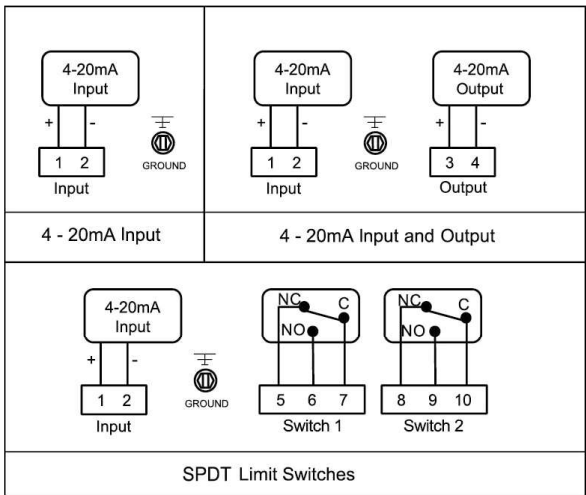 4-20mA
Input
+ -
1 2
Input
GROUND
4 - 20mA Input
4-20mA
Input
+ -
1 2
Input
GROUND
4-20mA
Output
+ -
3 4
Output
4 - 20mA Input and Output
4-20mA
Input
+ -
1 2
Input
GROUND
NC C
NO
5 6 7
Switch 1
NC C
NO
8 9 10
Switch 2
SPDT Limit Switches